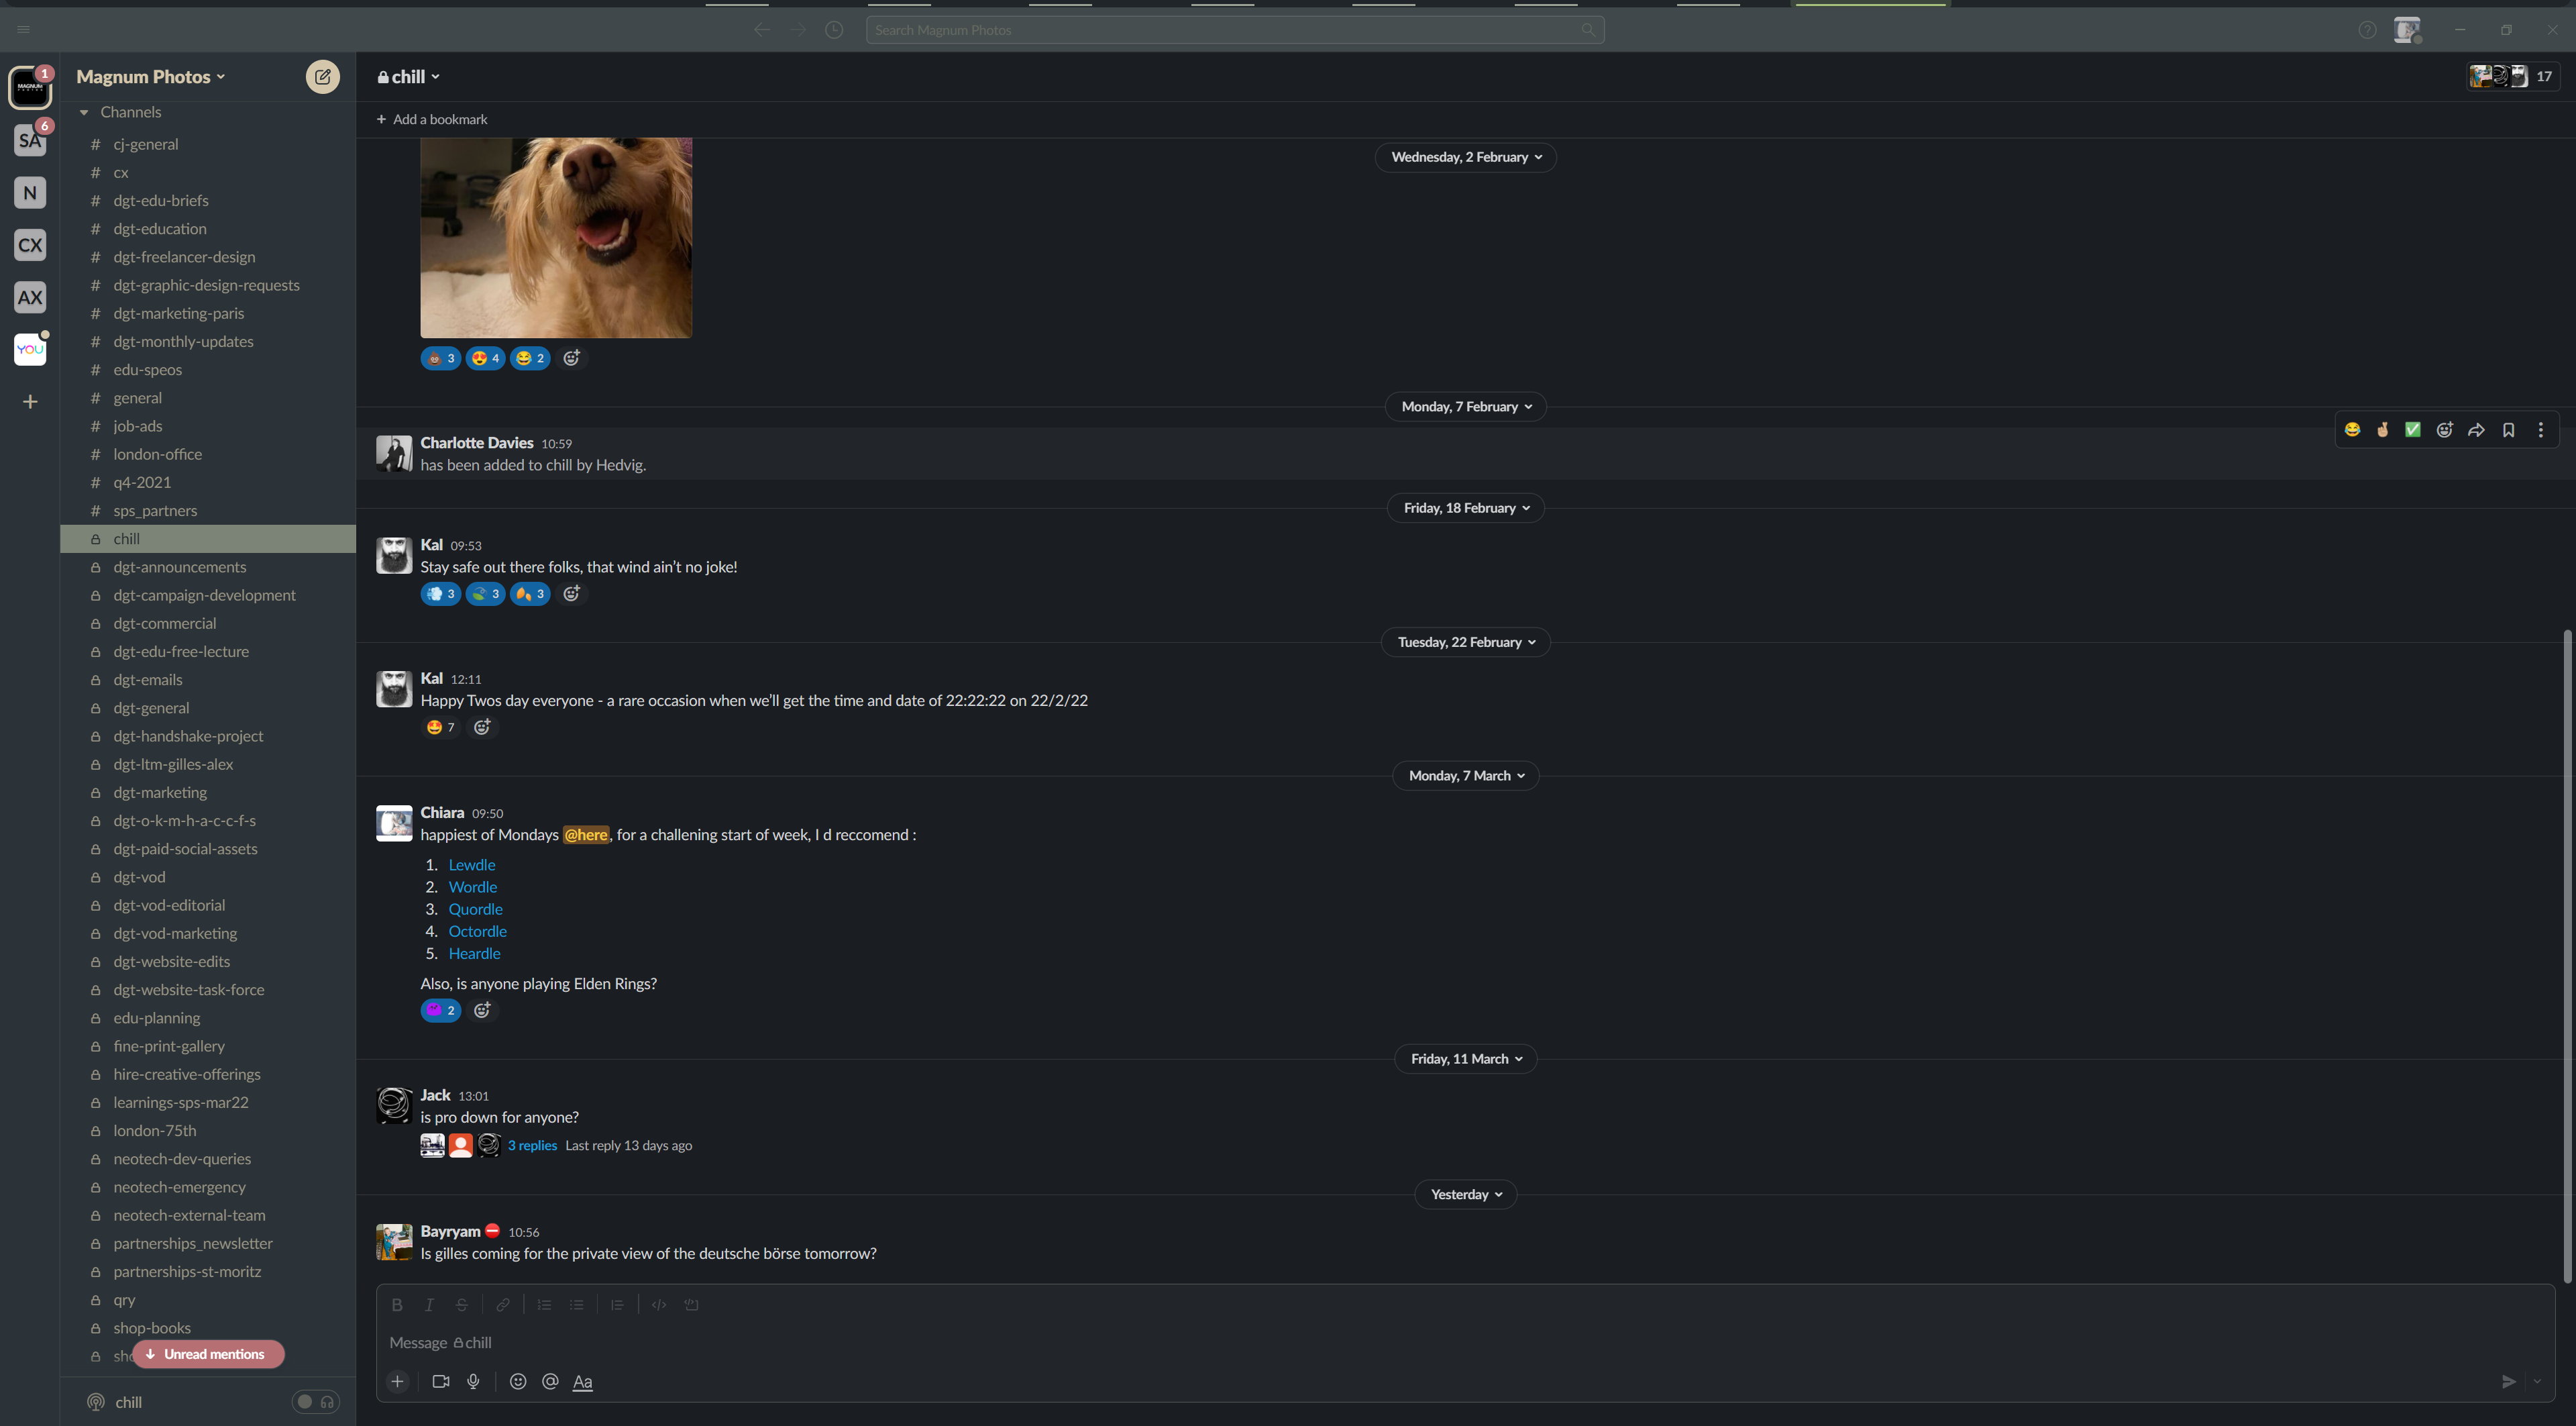 Search Magnum Photos
1
MAGNUM
PHOTOS
6
SA
N
CX
AX
YOU
Magnum Photos
Channels
# cj-general
# cx
# dgt-edu-briefs
# dgt-education
# dgt-freelancer-design
# dgt-graphic-design-requests
# dgt-marketing-paris
# dgt-monthly-updates
# edu-speos
# general
# job-ads
# london-office
# q4-2021
# sps_partners
chill
dgt-announcements
dgt-campaign-development
dgt-commercial
dgt-edu-free-lecture
dgt-emails
dgt-general
dgt-handshake-project
dgt-ltm-gilles-alex
dgt-marketing
dgt-o-k-m-h-a-c-c-f-s
dgt-paid-social-assets
dgt-vod
dgt-vod-editorial
dgt-vod-marketing
dgt-website-edits
dgt-website-task-force
edu-planning
fine-print-gallery
hire-creative-offerings
learnings-sps-mar22
london-75th
neotech-dev-queries
neotech-emergency
neotech-external-team
partnerships_newsletter
partnerships-st-moritz
qry
shop-books
Unread mentions
chill
chill
17
+ Add a bookmark
Wednesday, 2 February
3 4 2
Monday, 7 February
Charlotte Davies 10:59
has been added to chill by Hedvig.
Friday, 18 February
Kal 09:53
Stay safe out there folks, that wind ain't no joke!
3 3 3
Tuesday, 22 February
Kal 12:11
Happy Twos day everyone - a rare occasion when we'll get the time and date of 22:22:22 on 22/2/22
7
Monday, 7 March
Chiara 09:50
happiest of Mondays @here, for a challening start of week, I d reccomend :
1. Lewdle
2. Wordle
3. Quordle
4. Octordle
5. Heardle
Also, is anyone playing Elden Rings?
2
Friday, 11 March
Jack 13:01
is pro down for anyone?
3 replies Last reply 13 days ago
Yesterday
Bayryam 10:56
Is gilles coming for the private view of the deutsche börse tomorrow?
B I S
Message chill
Aa